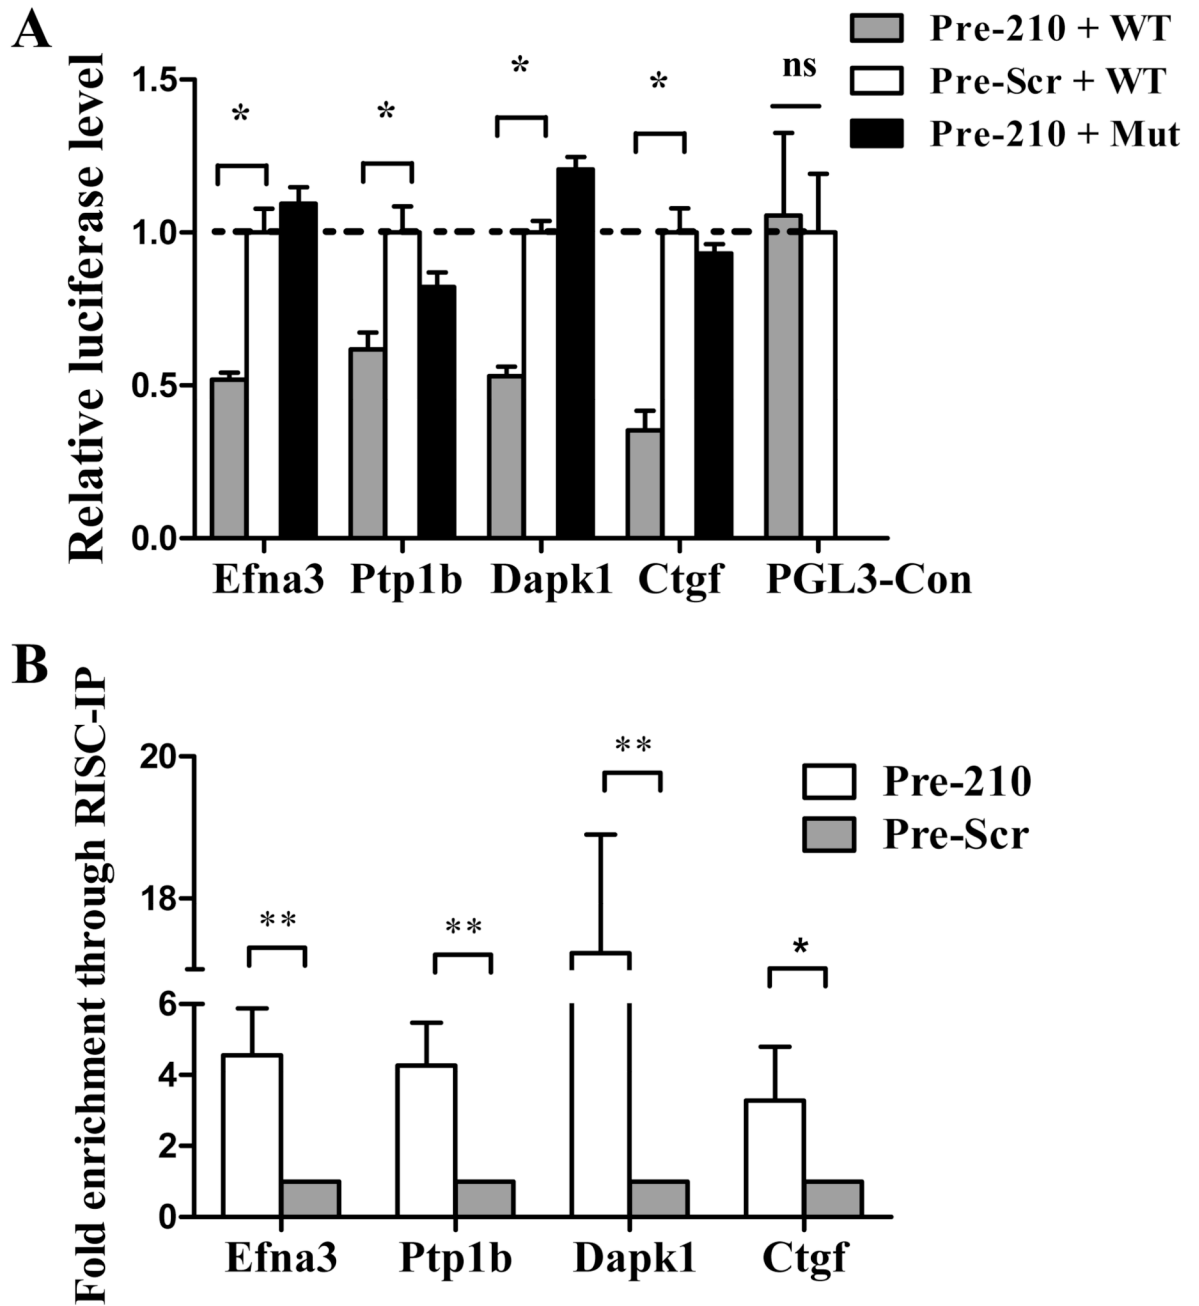 A
Relative luciferase level
Pre-210 + WT
Pre-Scr + WT
Pre-210 + Mut
1.5
1.0
0.5
0.0
*
*
*
*
ns
Efna3 Ptp1b Dapk1 Ctgf PGL3-Con
B
Fold enrichment through RISC-IP
Pre-210
Pre-Scr
20
18
6
4
2
0
**
**
**
*
Efna3 Ptp1b Dapk1 Ctgf